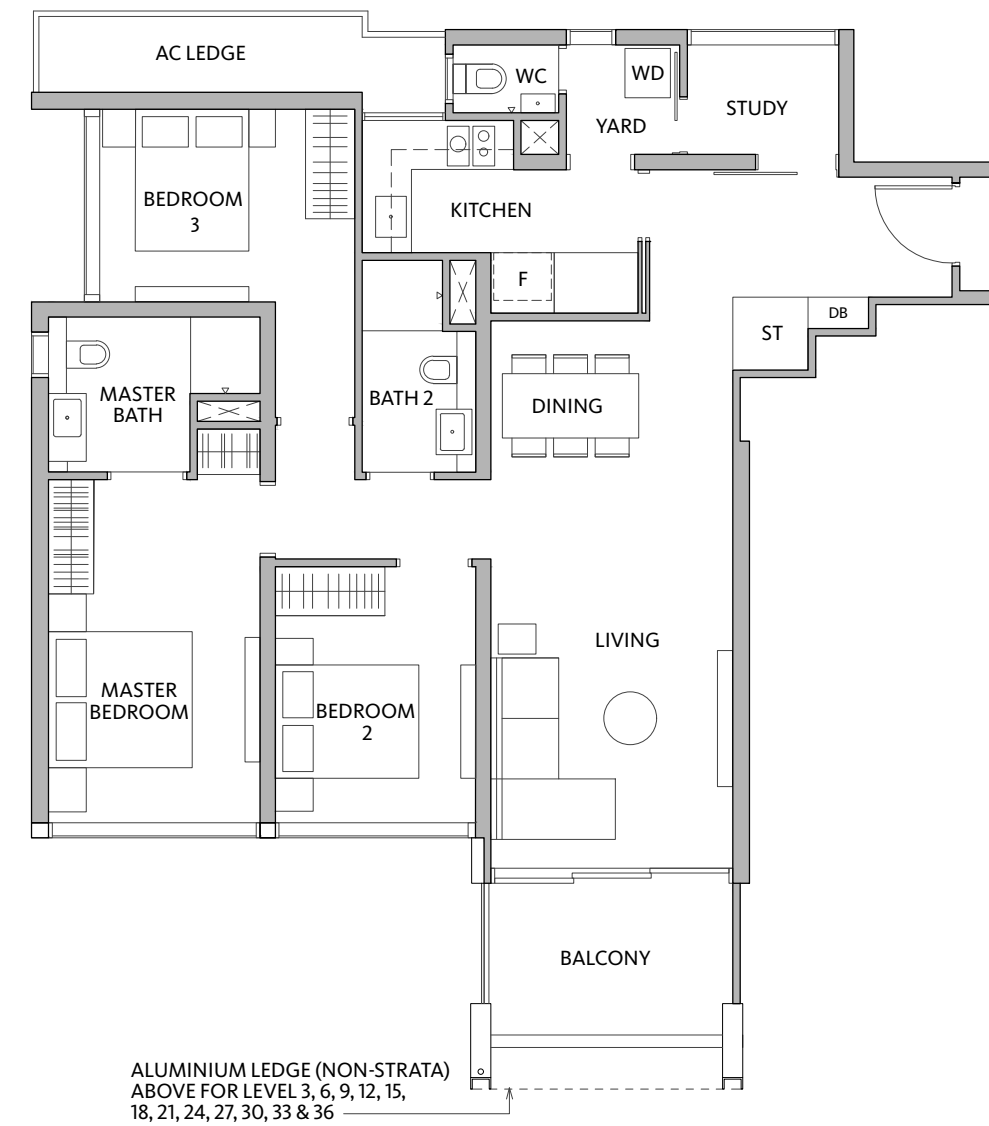 AC LEDGE
WC
WD
STUDY
YARD
BEDROOM
3
KITCHEN
F
ST
DB
MASTER
BATH
BATH 2
DINING
LIVING
MASTER
BEDROOM
BEDROOM
2
BALCONY
ALUMINIUM LEDGE (NON-STRATA)
ABOVE FOR LEVEL 3, 6, 9, 12, 15,
18, 21, 24, 27, 30, 33 & 36